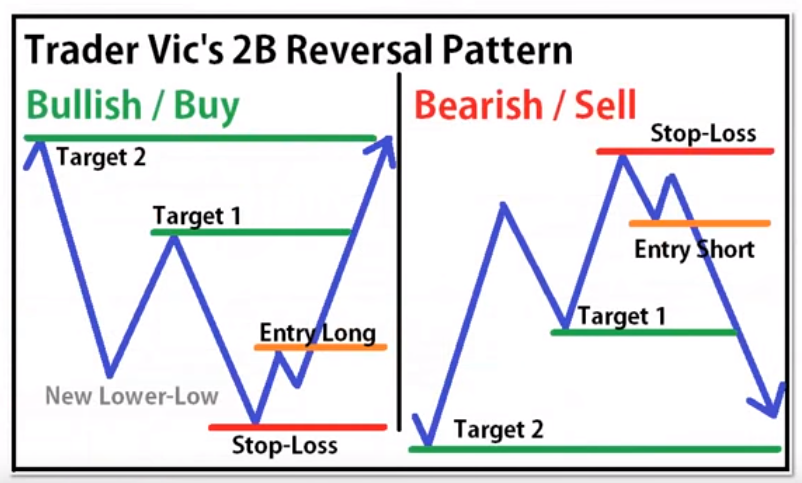 Trader Vic's 2B Reversal Pattern
Bullish / Buy
Target 2
Target 1
Entry Long
New Lower-Low
Stop-Loss
Bearish / Sell
Stop-Loss
Entry Short
Target 1
Target 2